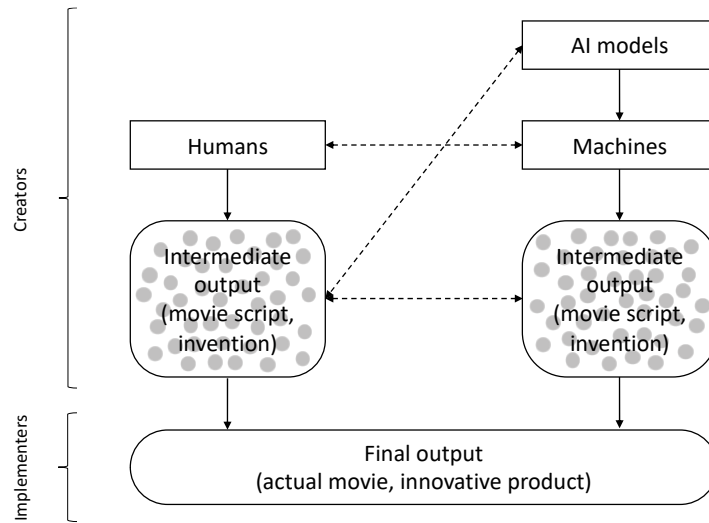 AI models
Humans
Machines
Creators
Intermediate
output
(movie script,
invention)
Intermediate
output
(movie script,
invention)
Implementers
Final output
(actual movie, innovative product)